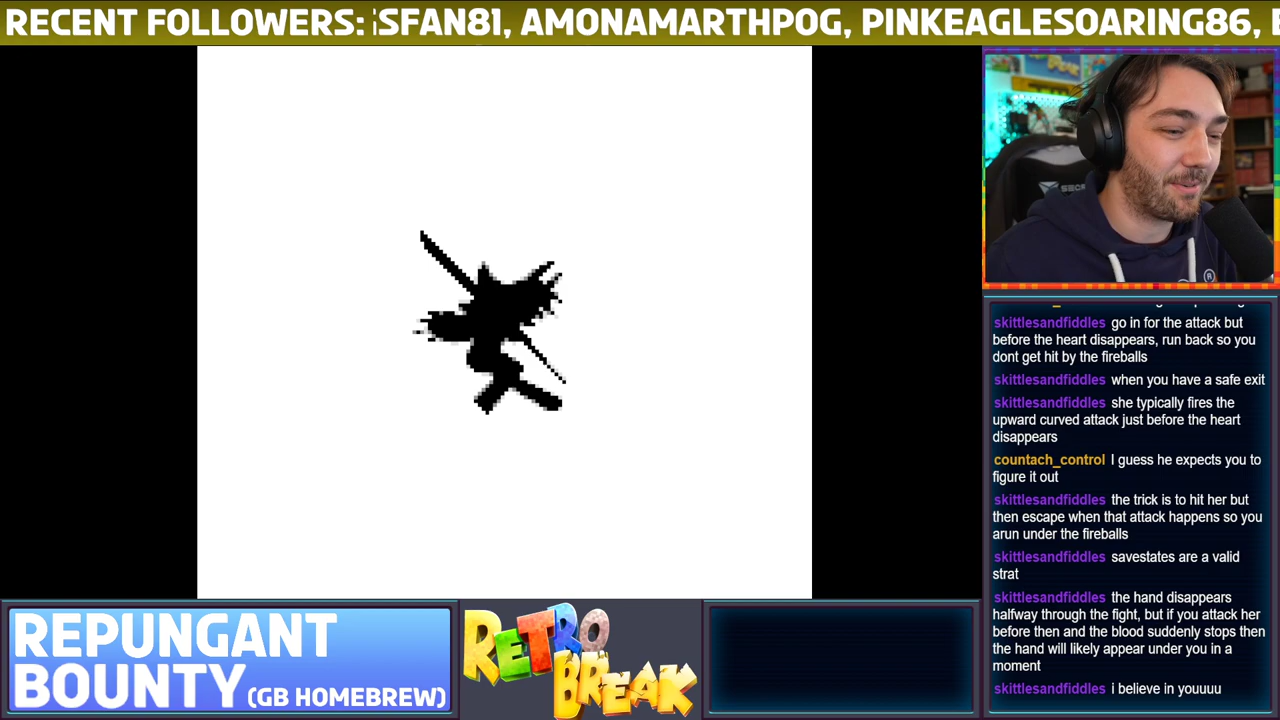 RECENT FOLLOWERS: SFAN81, AMONAMARTHPOG, PINKEAGLESOARING86,
SEC
skittlesandfiddles go in for the attack but
before the heart disappears, run back so you
dont get hit by the fireballs
skittlesandfiddles when you have a safe exit
skittlesandfiddles she typically fires the
upward curved attack just before the heart
disappears
countach_control I guess he expects you to
figure it out
skittlesandfiddles the trick is to hit her but
then escape when that attack happens so you
arun under the fireballs
skittlesandfiddles savestates are a valid
strat
skittlesandfiddles the hand disappears
halfway through the fight, but if you attack her
before then and the blood suddenly stops then
the hand will likely appear under you in a
moment
skittlesandfiddles i believe in youuuu
REPUNGANT
BOUNTY (GB HOMEBREW)
RETRO
BREAK